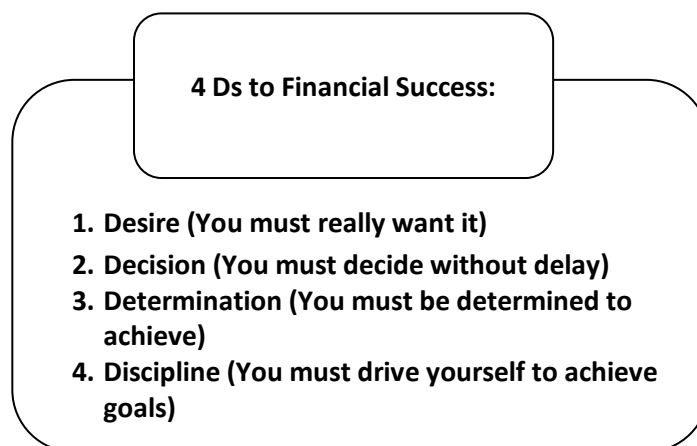 4 Ds to Financial Success:
1. Desire (You must really want it)
2. Decision (You must decide without delay)
3. Determination (You must be determined to
achieve)
4. Discipline (You must drive yourself to achieve
goals)